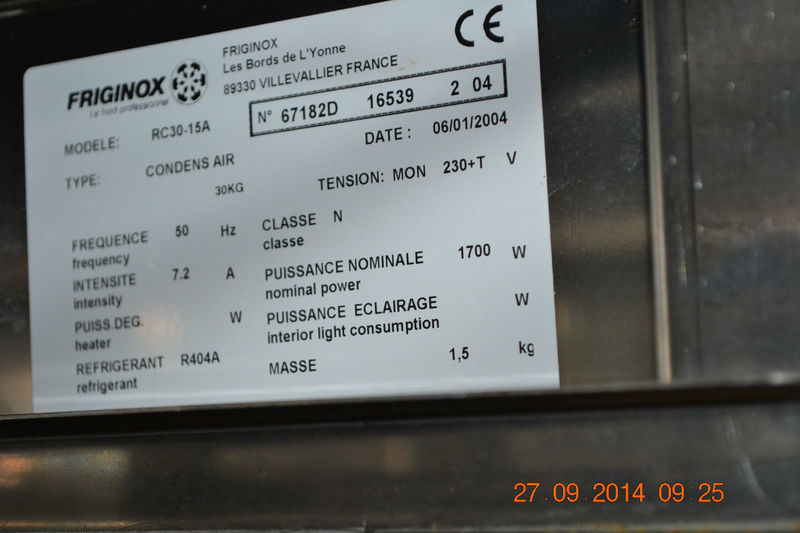 FRIGINOX
Le froid professionnel
FRIGINOX
Les Bords de L'Yonne
89330 VILLEVALLIER FRANCE
CE
N° 67182D 16539 2 04
MODELE: RC30-15A
DATE : 06/01/2004
TYPE: CONDENS AIR
30KG
TENSION: MON 230+T V
FREQUENCE 50 Hz
frequency
CLASSE N
classe
INTENSITE 7.2 A
intensity
PUISSANCE NOMINALE 1700 W
nominal power
PUISS.DEG. W
heater
PUISSANCE ECLAIRAGE W
interior light consumption
REFRIGERANT R404A
refrigerant
MASSE 1,5 kg
27.09.2014 09:25